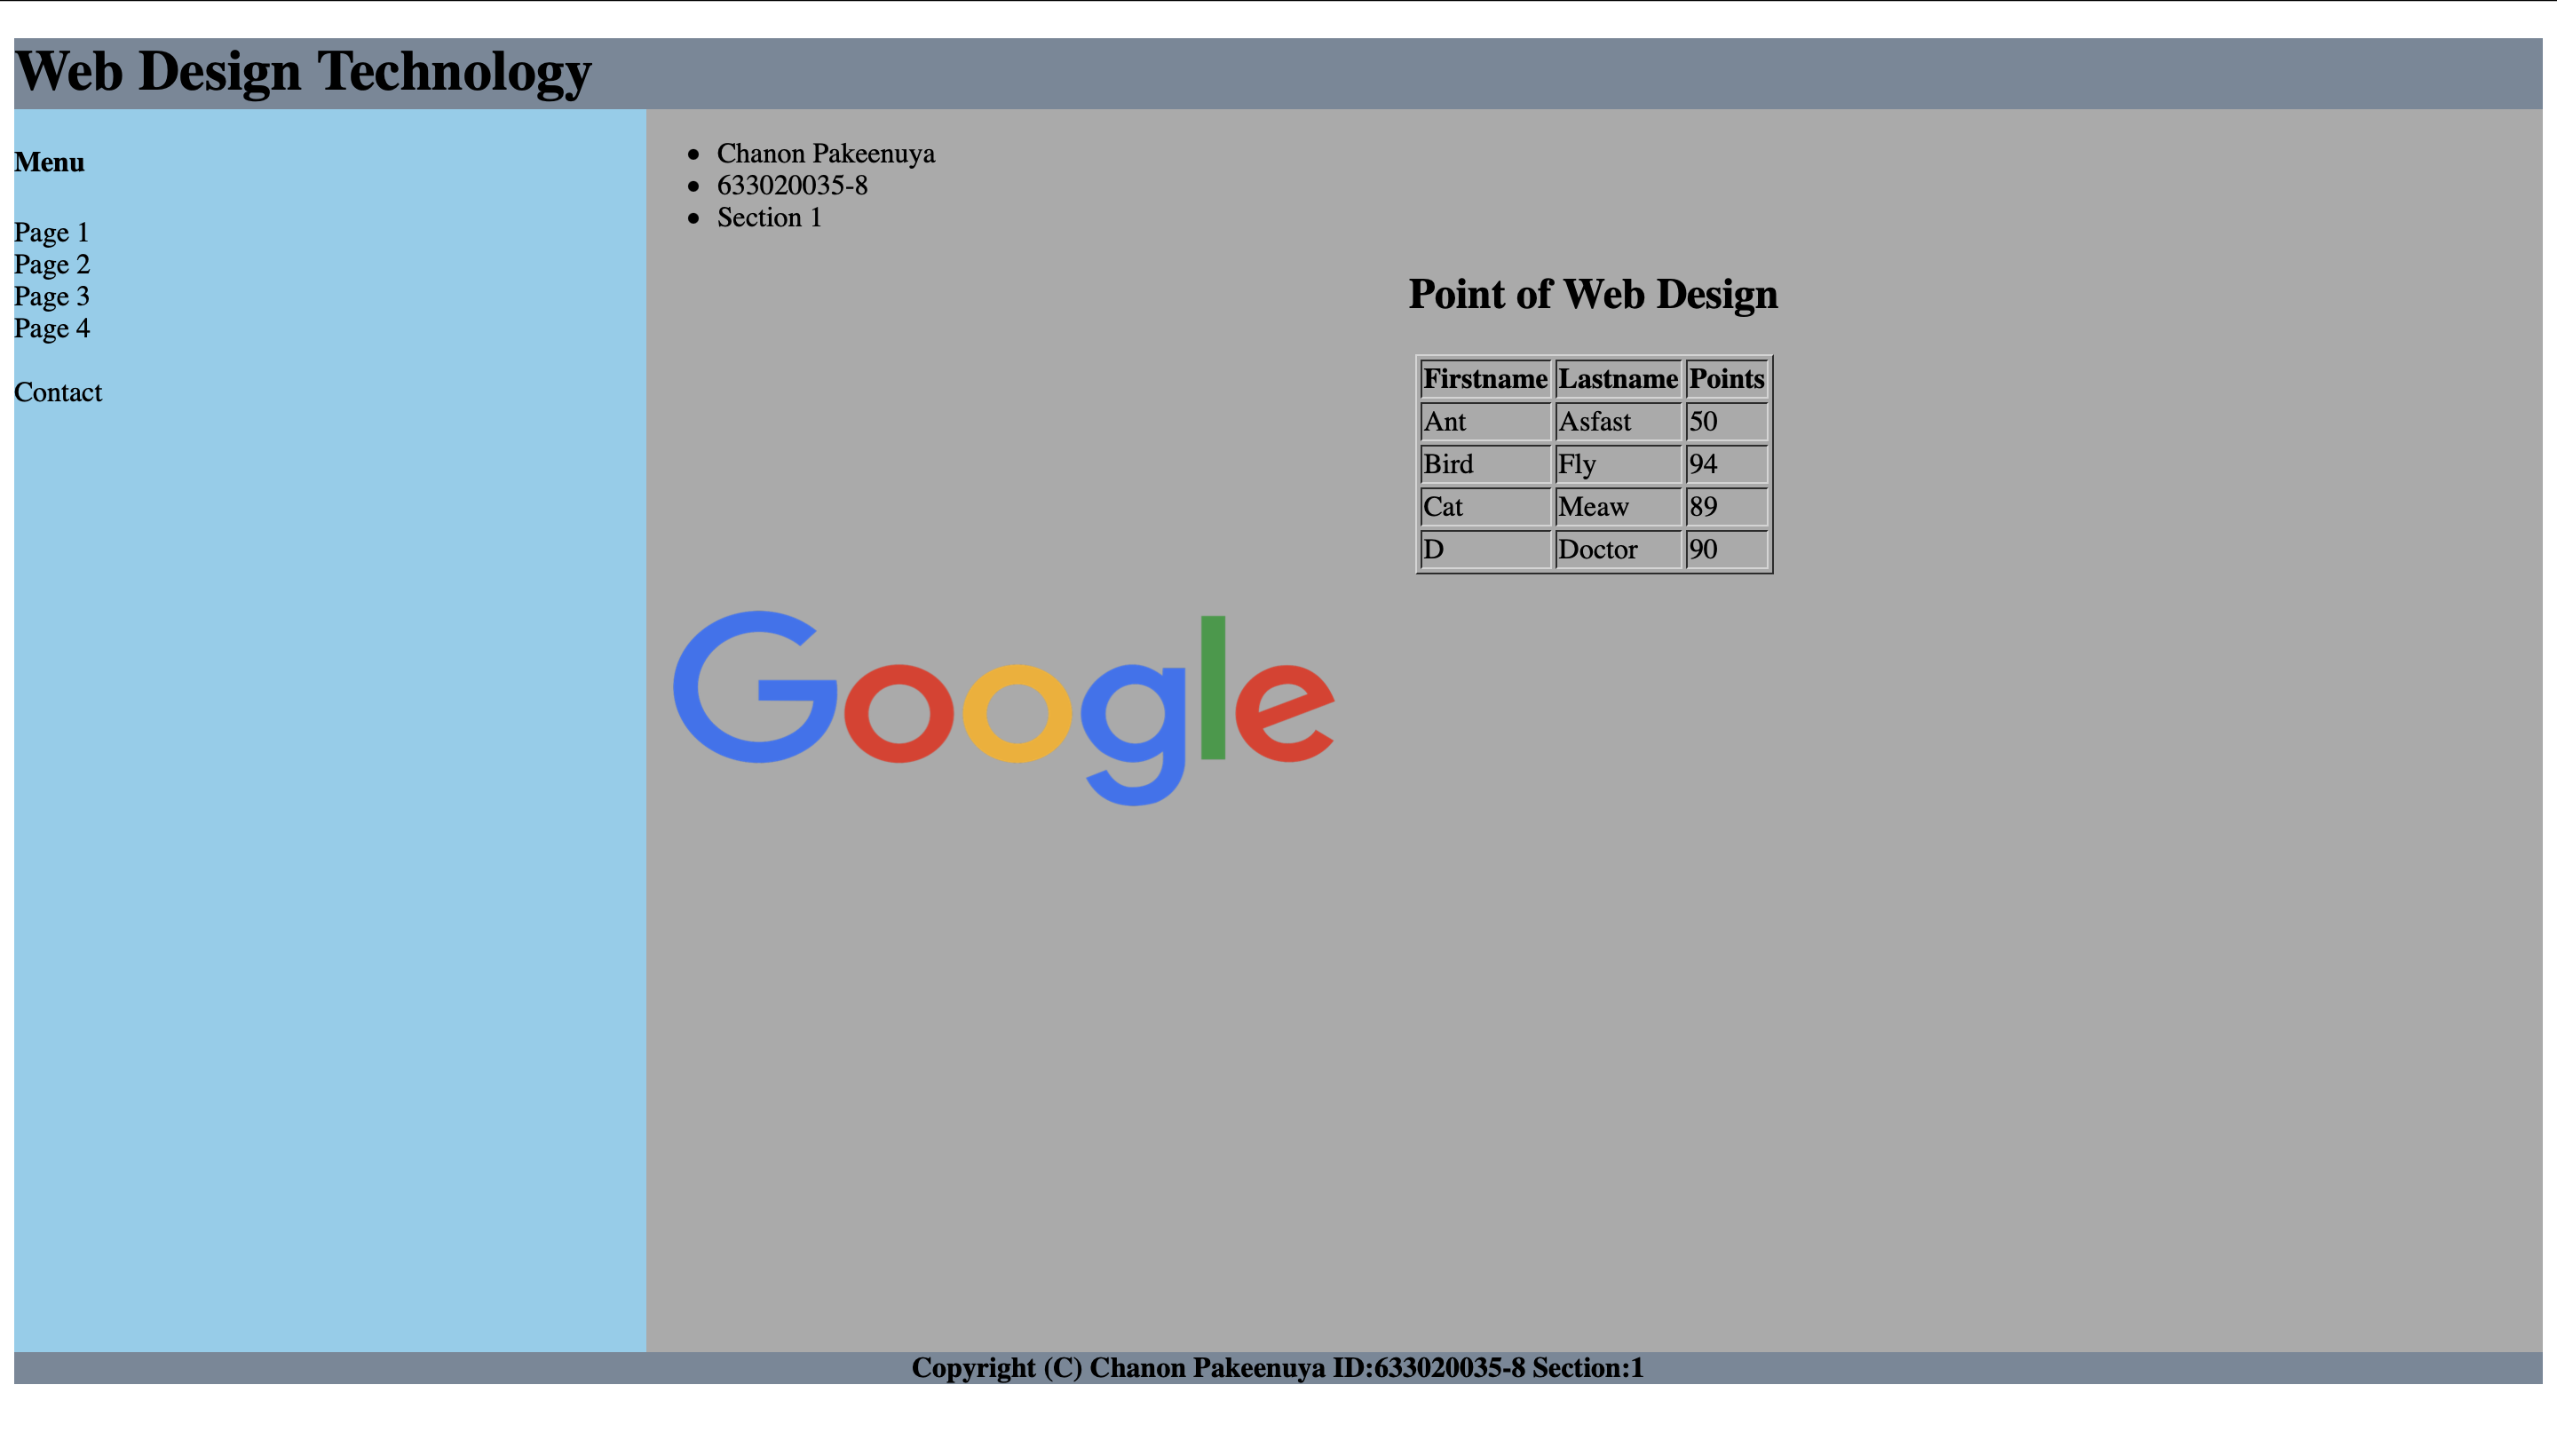 Web Design Technology
Menu
Page 1
Page 2
Page 3
Page 4
Contact
Chanon Pakeenuya
633020035-8
Section 1
Point of Web Design
Firstname Lastname Points
Ant Asfast 50
Bird Fly 94
Cat Meaw 89
D Doctor 90
Google
Copyright (C) Chanon Pakeenuya ID:633020035-8 Section:1